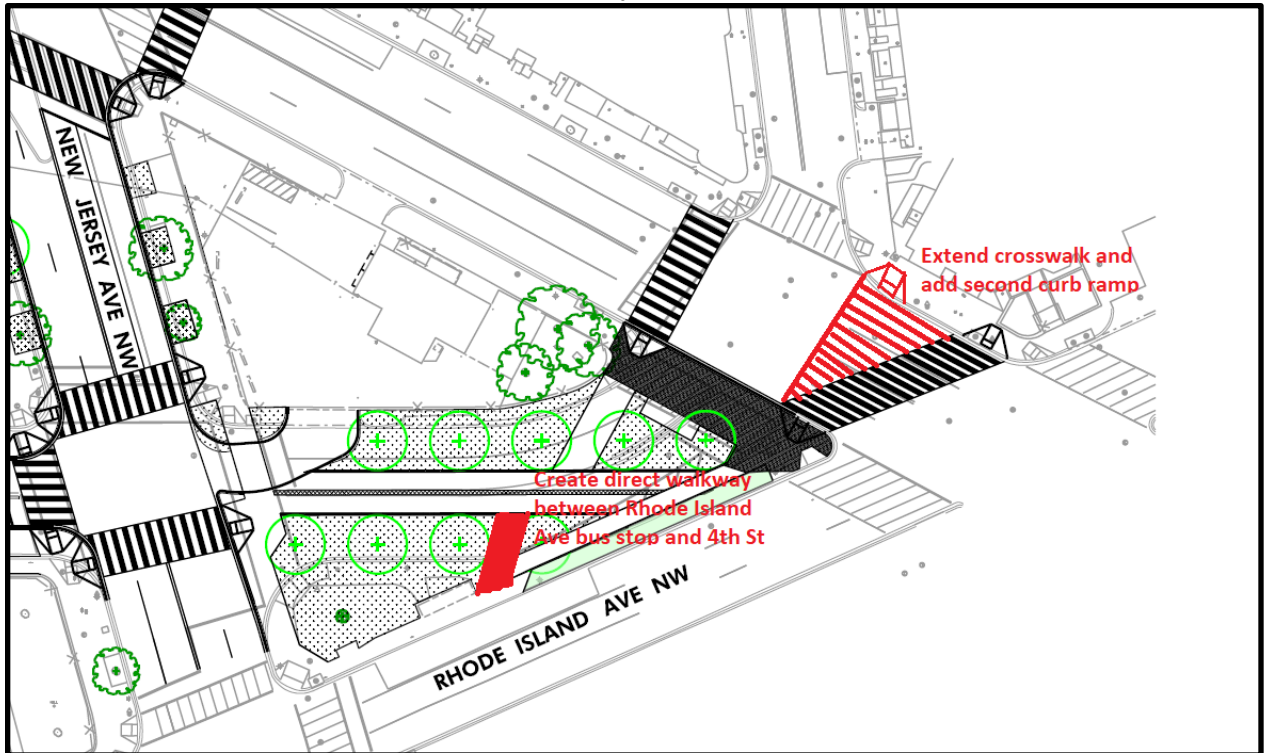 NEW JERSEY AVE NW
Extend crosswalk and
add second curb ramp
Create direct walkway
between Rhode Island
Ave bus stop and 4th St
RHODE ISLAND AVE NW